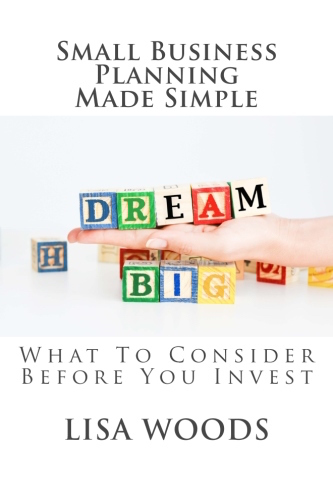 Small Business
Planning
Made Simple
DREAM
H
BIG
S
What To Consider
Before You Invest
LISA WOODS